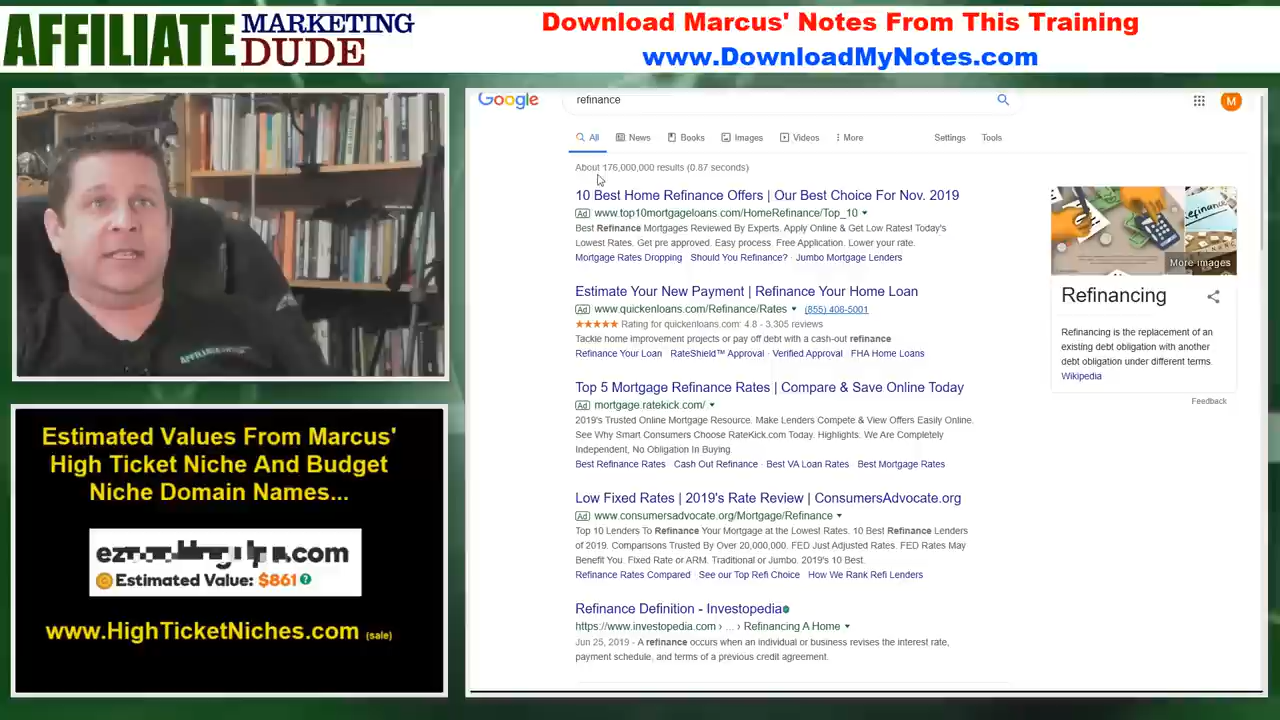 AFFILIATE MARKETING DUDE
Download Marcus' Notes From This Training
www.DownloadMyNotes.com
Google
refinance
M
All
News
Books
Images
Videos
More
Settings
Tools
About 176,000,000 results (0.87 seconds)
10 Best Home Refinance Offers | Our Best Choice For Nov. 2019
Ad www.top10mortgageloans.com/HomeRefinance/Top_10
Best Refinance Mortgages Reviewed By Experts. Apply Online & Get Low Rates! Today's
Lowest Rates. Get pre approved. Easy process. Free Application. Lower your rate.
Mortgage Rates Dropping · Should You Refinance? · Jumbo Mortgage Lenders
Estimate Your New Payment | Refinance Your Home Loan
Ad www.quickenloans.com/Refinance/Rates (855) 408-5001
Rating for quickenloans.com: 4.8 - 3,305 reviews
Tackle home improvement projects or pay off debt with a cash-out refinance
Refinance Your Loan · RateShield™ Approval · Verified Approval · FHA Home Loans
Top 5 Mortgage Refinance Rates | Compare & Save Online Today
Ad mortgage.ratekick.com/
2019's Trusted Online Mortgage Resource. Make Lenders Compete & View Offers Easily Online.
See Why Smart Consumers Choose RateKick.com Today. Highlights: We Are Completely
Independent, No Obligation In Buying.
Best Refinance Rates · Cash Out Refinance · Best VA Loan Rates · Best Mortgage Rates
Low Fixed Rates | 2019's Rate Review | ConsumersAdvocate.org
Ad www.consumersadvocate.org/Mortgage/Refinance
Top 10 Lenders To Refinance Your Mortgage at the Lowest Rates. 10 Best Refinance Lenders
of 2019. Comparisons Trusted By Over 20,000,000. FED Just Adjusted Rates. FED Rates May
Benefit You. Fixed Rate or ARM. Traditional or Jumbo. 2019's 10 Best.
Refinance Rates Compared · See our Top Refi Choice · How We Rank Refi Lenders
Refinance Definition - Investopedia
https://www.investopedia.com › ... › Refinancing A Home
Jun 25, 2019 - A refinance occurs when an individual or business revises the interest rate,
payment schedule, and terms of a previous credit agreement.
Refinance
More images
Refinancing
Refinancing is the replacement of an
existing debt obligation with another
debt obligation under different terms.
Wikipedia
Feedback
AFFILIATE
Estimated Values From Marcus'
High Ticket Niche And Budget
Niche Domain Names...
.com
Estimated Value: $861
www.HighTicketNiches.com (sale)